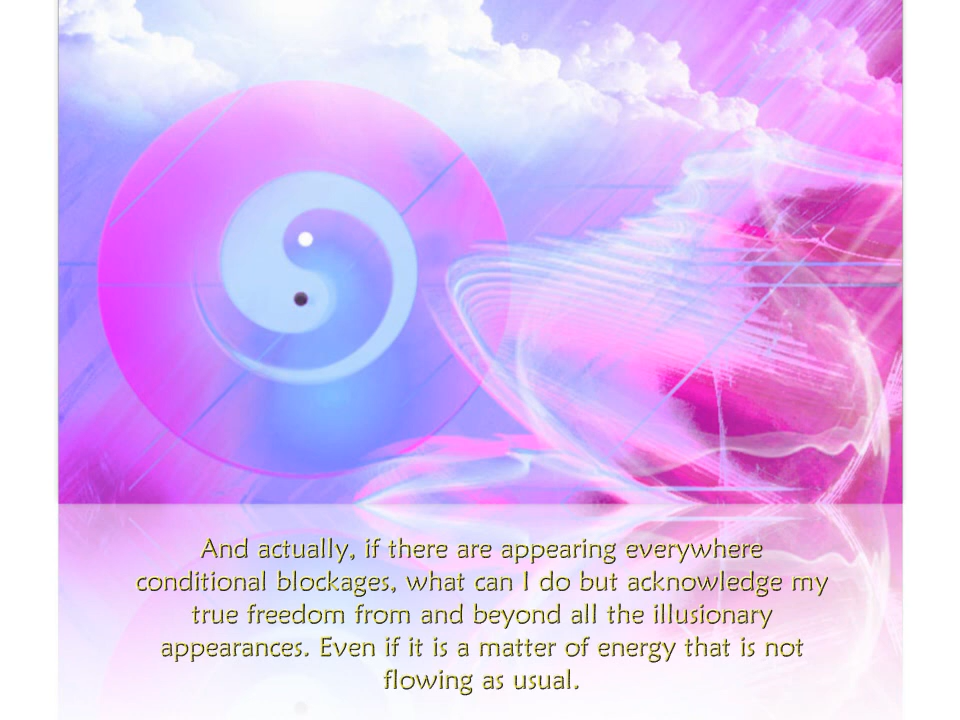 And actually, if there are appearing everywhere
conditional blockages, what can I do but acknowledge my
true freedom from and beyond all the illusionary
appearances. Even if it is a matter of energy that is not
flowing as usual.